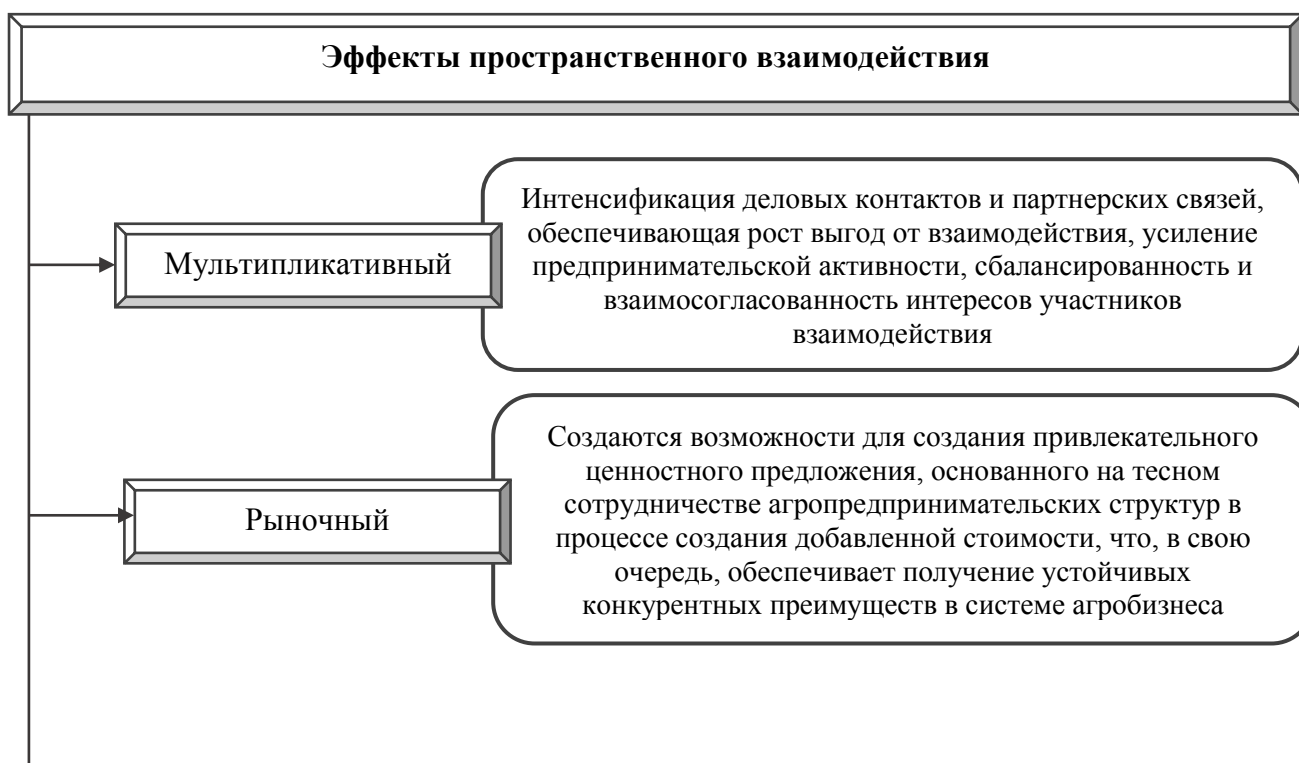 Эффекты пространственного взаимодействия
Мультипликативный
Интенсификация деловых контактов и партнерских связей,
обеспечивающая рост выгод от взаимодействия, усиление
предпринимательской активности, сбалансированность и
взаимосогласованность интересов участников
взаимодействия
Рыночный
Создаются возможности для создания привлекательного
ценностного предложения, основанного на тесном
сотрудничестве агропредпринимательских структур в
процессе создания добавленной стоимости, что, в свою
очередь, обеспечивает получение устойчивых
конкурентных преимуществ в системе агробизнеса